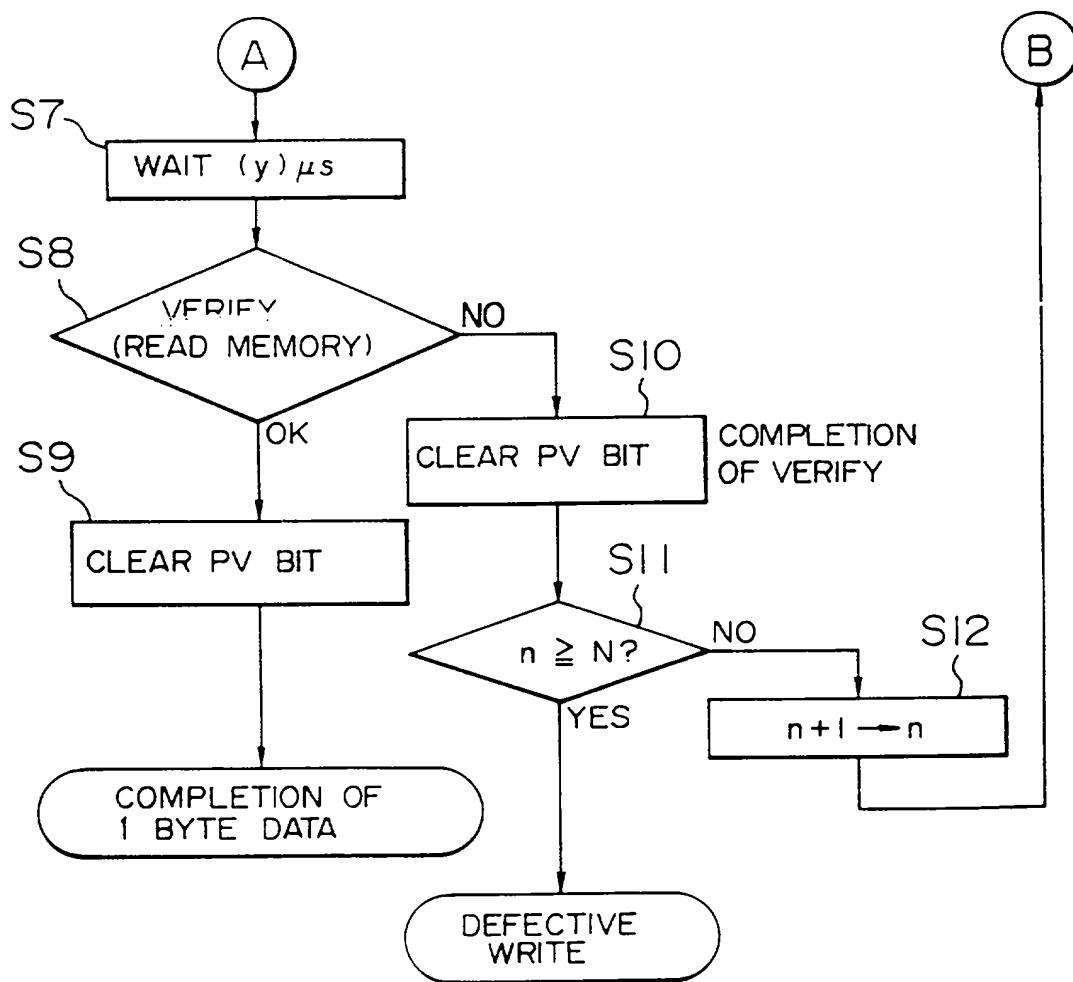 A
B
S7
WAIT (y) μs
S8
VERIFY
(READ MEMORY)
NO
OK
S10
CLEAR PV BIT
COMPLETION
OF VERIFY
S9
CLEAR PV BIT
S11
n ≧ N?
NO
YES
S12
n+1 → n
COMPLETION OF
1 BYTE DATA
DEFECTIVE
WRITE